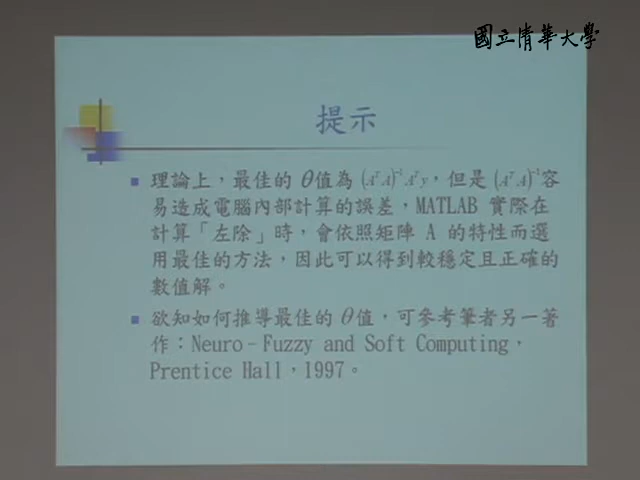 國立清華大學
提示
理論上，最佳的 θ值為 (AᵀA)⁻¹Aᵀy，但是 (AᵀA)⁻¹容
易造成電腦內部計算的誤差，MATLAB 實際在
計算「左除」時，會依照矩陣 A 的特性而選
用最佳的方法，因此可以得到較穩定且正確的
數值解。
欲知如何推導最佳的 θ值，可參考筆者另一著
作：Neuro-Fuzzy and Soft Computing，
Prentice Hall，1997。